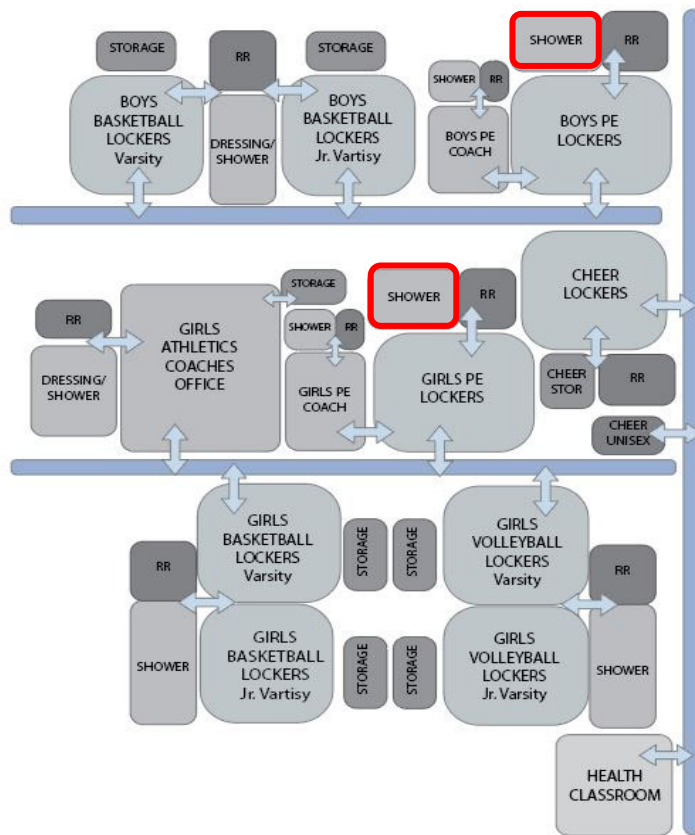 STORAGE
RR
STORAGE
SHOWER
RR
BOYS
BASKETBALL
LOCKERS
Varsity
DRESSING/
SHOWER
BOYS
BASKETBALL
LOCKERS
Jr. Vartisy
SHOWER
RR
BOYS PE
COACH
BOYS PE
LOCKERS
STORAGE
SHOWER
RR
CHEER
LOCKERS
RR
GIRLS
ATHLETICS
COACHES
OFFICE
SHOWER
RR
DRESSING/
SHOWER
GIRLS PE
COACH
GIRLS PE
LOCKERS
CHEER
STOR
RR
CHEER
UNISEX
GIRLS
BASKETBALL
LOCKERS
Varsity
STORAGE
STORAGE
GIRLS
VOLLEYBALL
LOCKERS
Varsity
RR
RR
SHOWER
GIRLS
BASKETBALL
LOCKERS
Jr. Vartisy
STORAGE
STORAGE
GIRLS
VOLLEYBALL
LOCKERS
Jr. Varsity
SHOWER
HEALTH
CLASSROOM